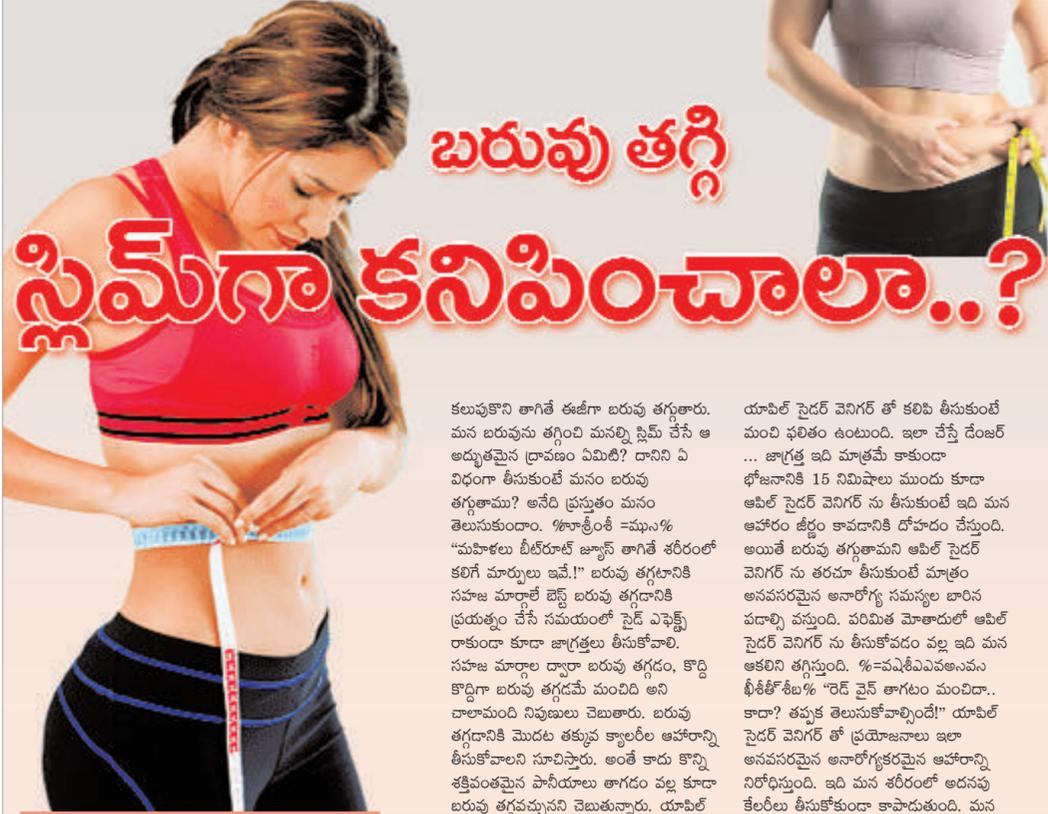 బరువు తగ్గి
స్లిమ్‌గా కనిపించాలా..?
కలుపుకొని తాగితే ఈజీగా బరువు తగ్గుతారు.
మన బరువును తగ్గించి మనల్ని స్లిమ్ చేసే ఆ
అద్భుతమైన ద్రావణం ఏమిటి? దానిని ఏ
విధంగా తీసుకుంటే మనం బరువు
తగ్గుతాము? అనేది ప్రస్తుతం మనం
తెలుసుకుందాం.
“మహిళలు బీట్‌రూట్ జ్యూస్ తాగితే శరీరంలో
కలిగే మార్పులు ఇవే.!” బరువు తగ్గటానికి
సహజ మార్గాలే బెస్ట్ బరువు తగ్గడానికి
ప్రయత్నం చేసే సమయంలో సైడ్ ఎఫెక్ట్స్
రాకుండా కూడా జాగ్రత్తలు తీసుకోవాలి.
సహజ మార్గాల ద్వారా బరువు తగ్గడం, కొద్ది
కొద్దిగా బరువు తగ్గడమే మంచిది అని
చాలామంది నిపుణులు చెబుతారు. బరువు
తగ్గడానికి మొదట తక్కువ క్యాలరీల ఆహారాన్ని
తీసుకోవాలని సూచిస్తారు. అంతే కాదు కొన్ని
శక్తివంతమైన పానీయాలు తాగడం వల్ల కూడా
బరువు తగ్గవచ్చునని చెబుతున్నారు. యాపిల్
యాపిల్ సైడర్ వెనిగర్ తో కలిపి తీసుకుంటే
మంచి ఫలితం ఉంటుంది. ఇలా చేస్తే డేంజర్
... జాగ్రత్త ఇది మాత్రమే కాకుండా
భోజనానికి 15 నిమిషాలు ముందు కూడా
ఆపిల్ సైడర్ వెనిగర్ ను తీసుకుంటే ఇది మన
ఆహారం జీర్ణం కావడానికి దోహదం చేస్తుంది.
అయితే బరువు తగ్గుతామని ఆపిల్ సైడర్
వెనిగర్ ను తరచూ తీసుకుంటే మాత్రం
అనవసరమైన అనారోగ్య సమస్యల బారిన
పడాల్సి వస్తుంది. పరిమిత మోతాదులో ఆపిల్
సైడర్ వెనిగర్ ను తీసుకోవడం వల్ల ఇది మన
ఆకలిని తగ్గిస్తుంది.
“రెడ్ వైన్ తాగటం మంచిదా..
కాదా? తప్పక తెలుసుకోవాల్సిందే!” యాపిల్
సైడర్ వెనిగర్ తో ప్రయోజనాలు ఇలా
అనవసరమైన అనారోగ్యకరమైన ఆహారాన్ని
నిరోధిస్తుంది. ఇది మన శరీరంలో అదనపు
కేలరీలు తీసుకోకుండా కాపాడుతుంది. మన